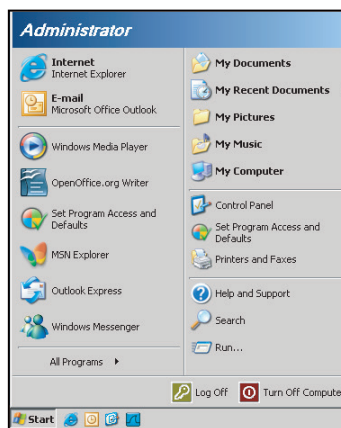 Administrator
Internet
Internet Explorer
E-mail
Microsoft Office Outlook
Windows Media Player
OpenOffice.org Writer
Set Program Access and
Defaults
MSN Explorer
Outlook Express
Windows Messenger
All Programs
My Documents
My Recent Documents
My Pictures
My Music
My Computer
Control Panel
Set Program Access and
Defaults
Printers and Faxes
Help and Support
Search
Run...
Log Off
Turn Off Compute
Start